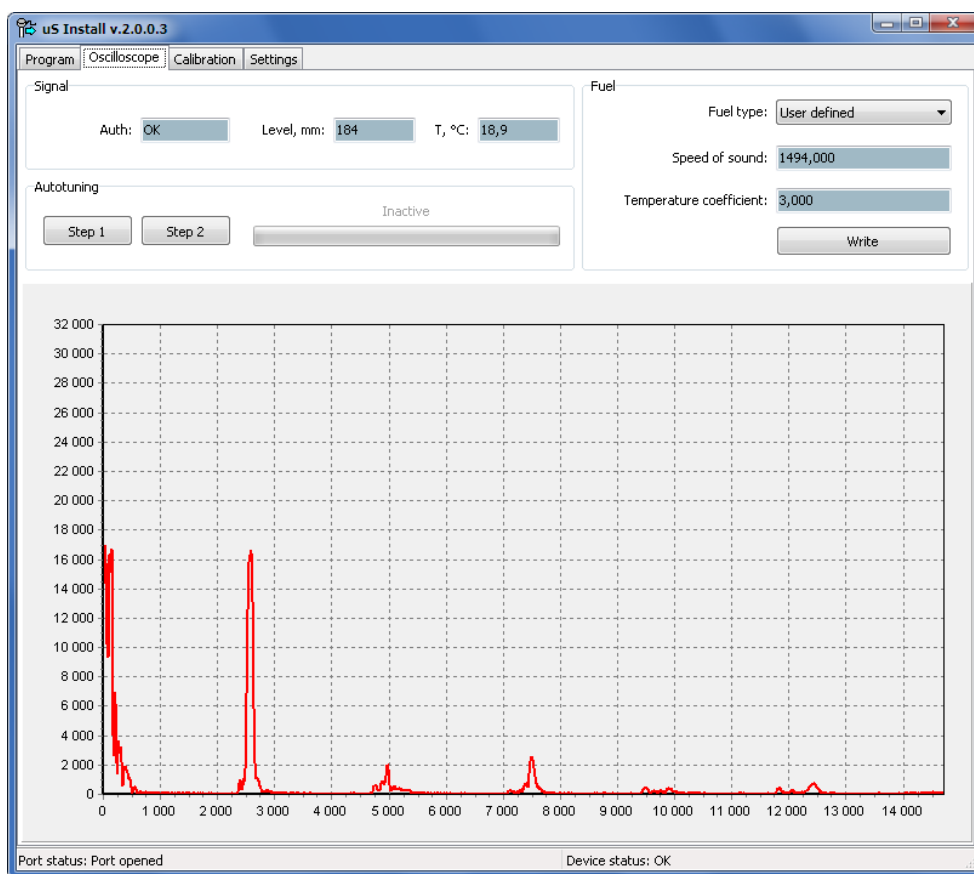 uS Install v.2.0.0.3
Program Oscilloscope Calibration Settings
Signal
Auth: OK Level, mm: 184 T, °C: 18,9
Autotuning
Step 1 Step 2 Inactive
Fuel
Fuel type: User defined
Speed of sound: 1494,000
Temperature coefficient: 3,000
Write
32 000
30 000
28 000
26 000
24 000
22 000
20 000
18 000
16 000
14 000
12 000
10 000
8 000
6 000
4 000
2 000
0
0 1 000 2 000 3 000 4 000 5 000 6 000 7 000 8 000 9 000 10 000 11 000 12 000 13 000 14 000
Port status: Port opened Device status: OK